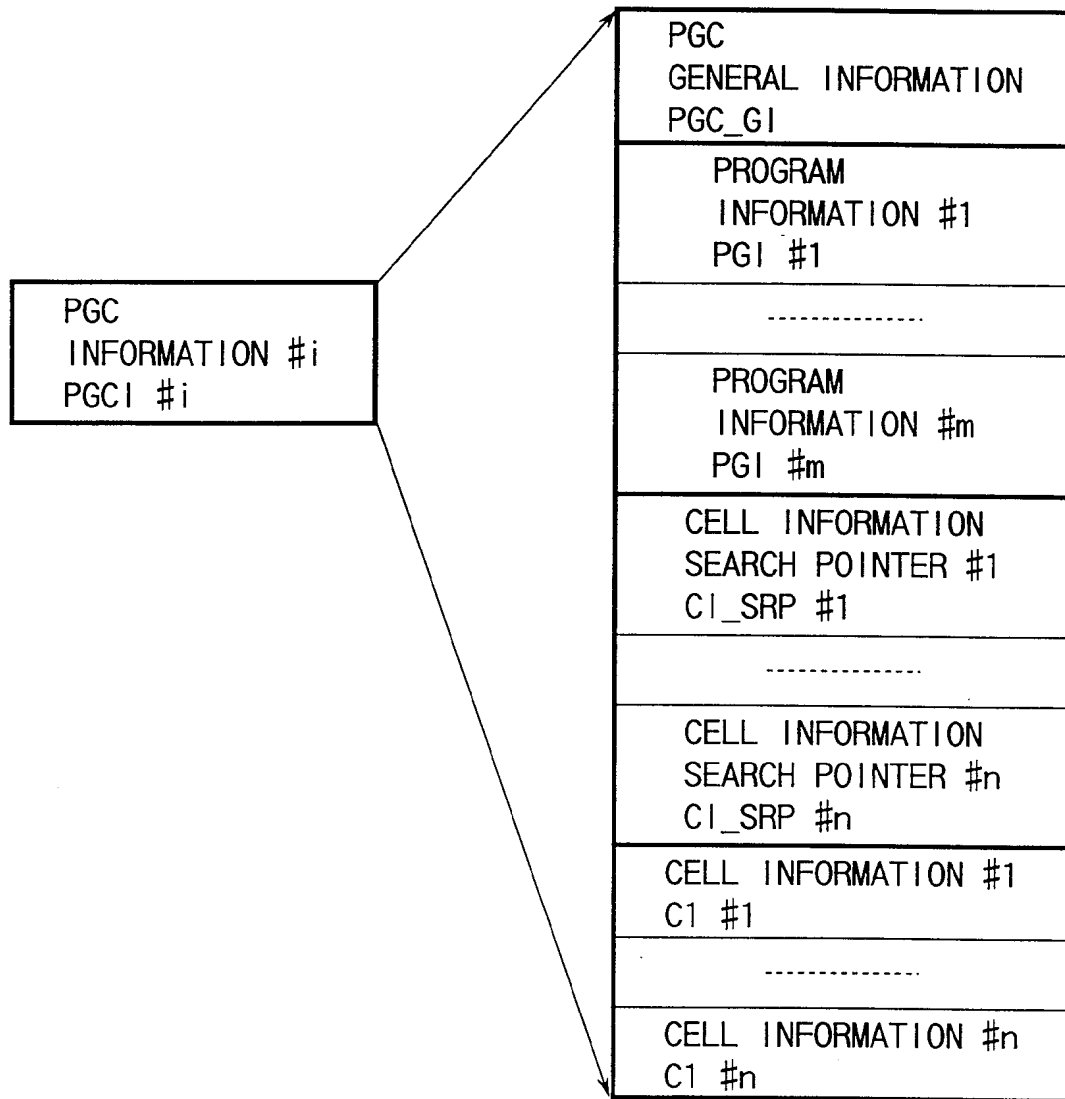 PGC
INFORMATION #i
PGCI #i
PGC
GENERAL INFORMATION
PGC_GI
PROGRAM
INFORMATION #1
PGI #1
PROGRAM
INFORMATION #m
PGI #m
CELL INFORMATION
SEARCH POINTER #1
CI_SRP #1
CELL INFORMATION
SEARCH POINTER #n
CI_SRP #n
CELL INFORMATION #1
C1 #1
CELL INFORMATION #n
C1 #n